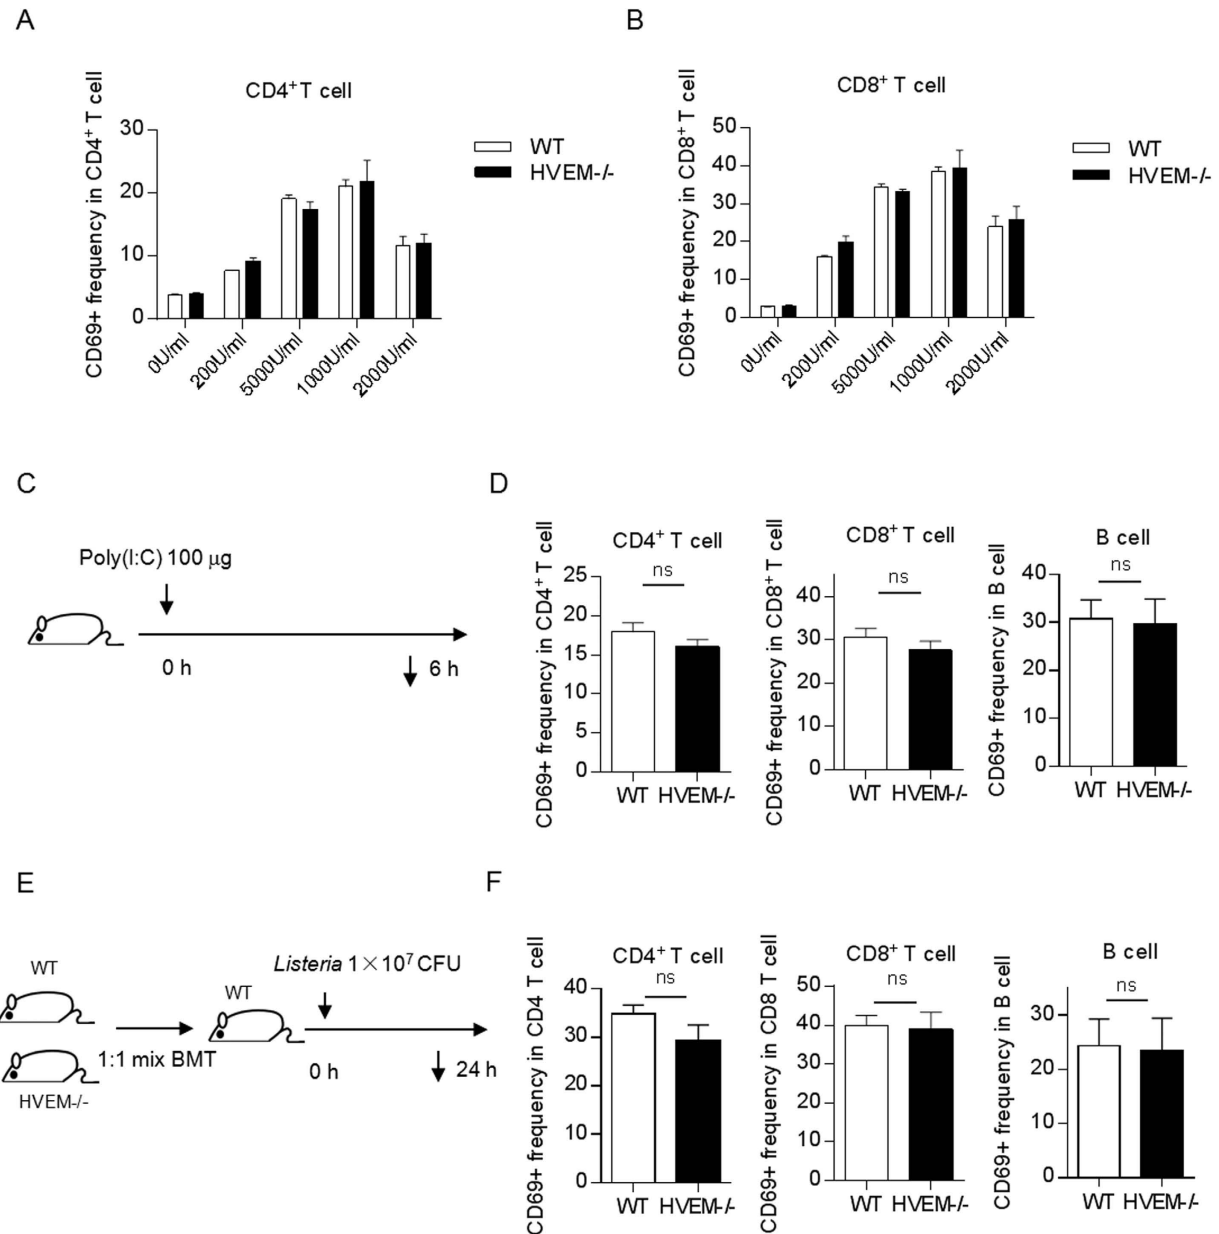 A
CD4⁺T cell
CD69+ frequency in CD4⁺ T cell
30
20
10
0
0U/ml
200U/ml
5000U/ml
1000U/ml
2000U/ml
WT
HVEM-/-
B
CD8⁺ T cell
CD69+ frequency in CD8⁺ T cell
50
40
30
20
10
0
0U/ml
200U/ml
5000U/ml
1000U/ml
2000U/ml
WT
HVEM-/-
C
Poly(I:C) 100 μg
0 h
6 h
D
CD4⁺ T cell
ns
CD69+ frequency in CD4⁺ T cell
25
20
15
10
5
0
WT HVEM-/-
CD8⁺ T cell
ns
CD69+ frequency in CD8⁺ T cell
40
30
20
10
0
WT HVEM-/-
B cell
ns
CD69+ frequency in B cell
40
30
20
10
0
WT HVEM-/-
E
WT
HVEM-/-
1:1 mix BMT
WT
Listeria 1×10⁷ CFU
0 h
24 h
F
CD4⁺ T cell
ns
CD69+ frequency in CD4 T cell
40
30
20
10
0
WT HVEM-/-
CD8⁺ T cell
ns
CD69+ frequency in CD8 T cell
50
40
30
20
10
0
WT HVEM-/-
B cell
ns
CD69+ frequency in B cell
30
20
10
0
WT HVEM-/-